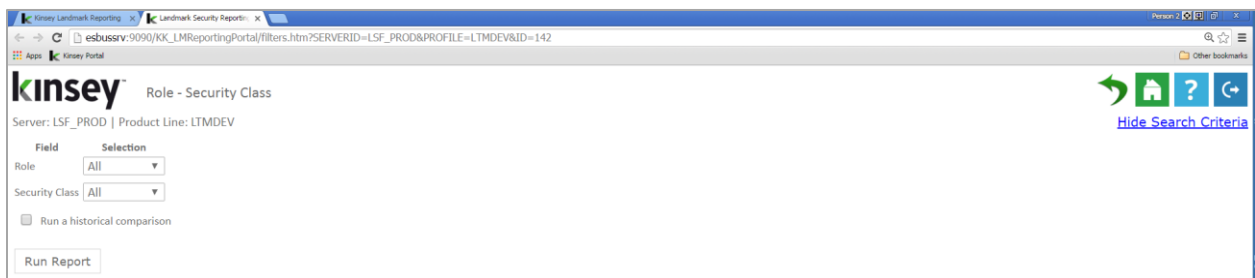 Kinsey Landmark Reporting × Landmark Security Reporting × Person 2
esbussrv:9090/KK_LMReportingPortal/filters.htm?SERVERID=LSF_PROD&PROFILE=LTMDEV&ID=142
Apps Kinsey Portal Other bookmarks
kinsey™ Role - Security Class
Server: LSF_PROD | Product Line: LTMDEV Hide Search Criteria
Field Selection
Role All
Security Class All
Run a historical comparison
Run Report